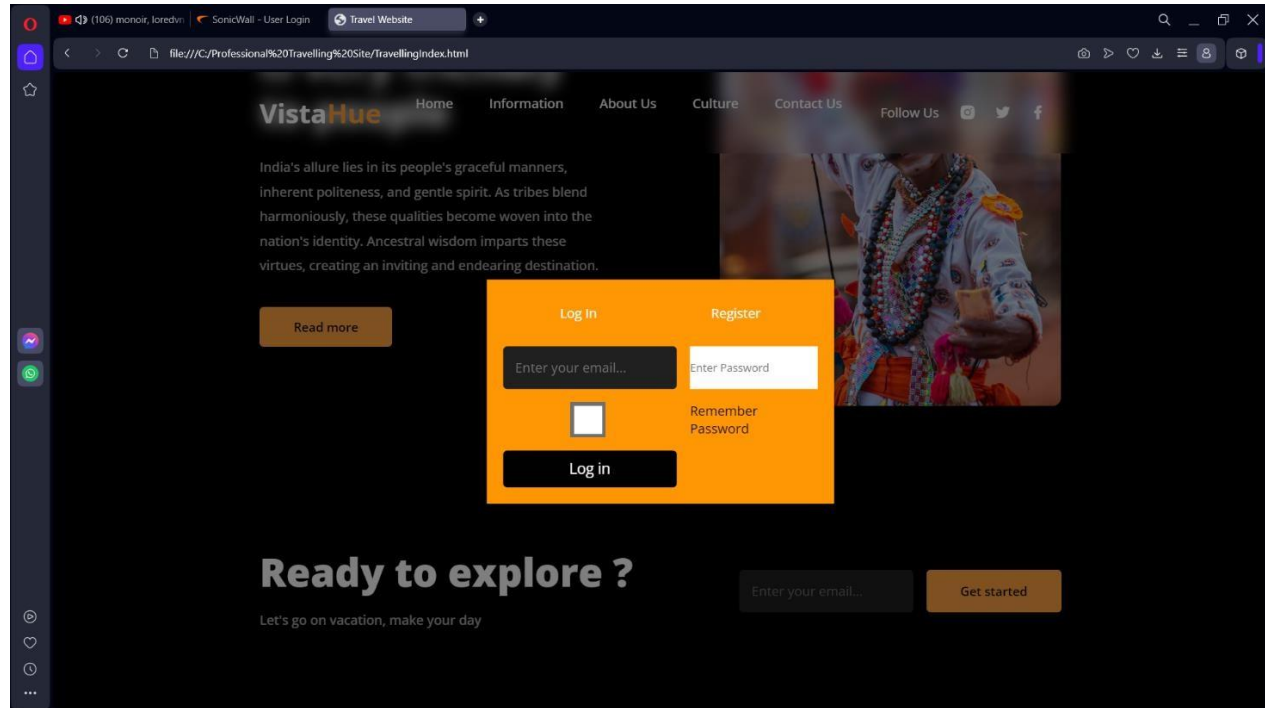 (106) monoir, loredvn
SonicWall - User Login
Travel Website
file:///C:/Professional%20Travelling%20Site/TravellingIndex.html
VistaHue
Home
Information
About Us
Culture
Contact Us
Follow Us
India's allure lies in its people's graceful manners,
inherent politeness, and gentle spirit. As tribes blend
harmoniously, these qualities become woven into the
nation's identity. Ancestral wisdom imparts these
virtues, creating an inviting and endearing destination.
Read more
Log In
Register
Enter your email...
Enter Password
Remember
Password
Log in
Ready to explore ?
Let's go on vacation, make your day
Enter your email...
Get started